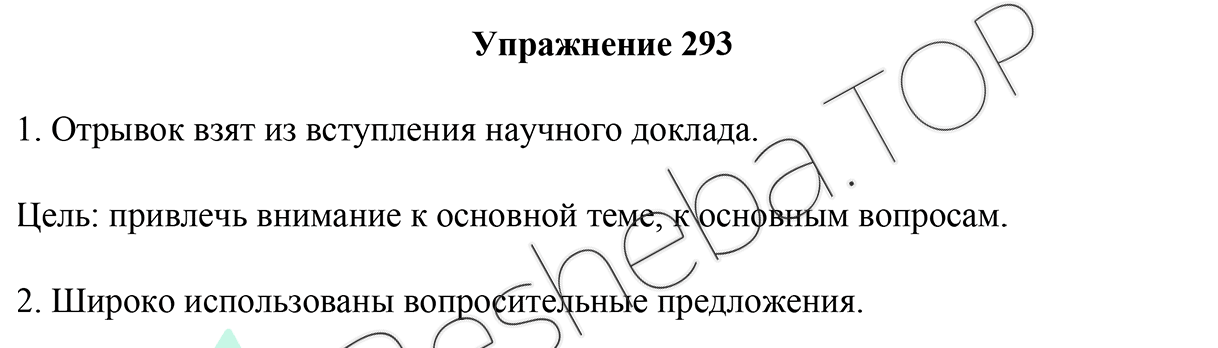 Упражнение 293
1. Отрывок взят из вступления научного доклада.
Цель: привлечь внимание к основной теме, к основным вопросам.
2. Широко использованы вопросительные предложения.
Resheba.TOP